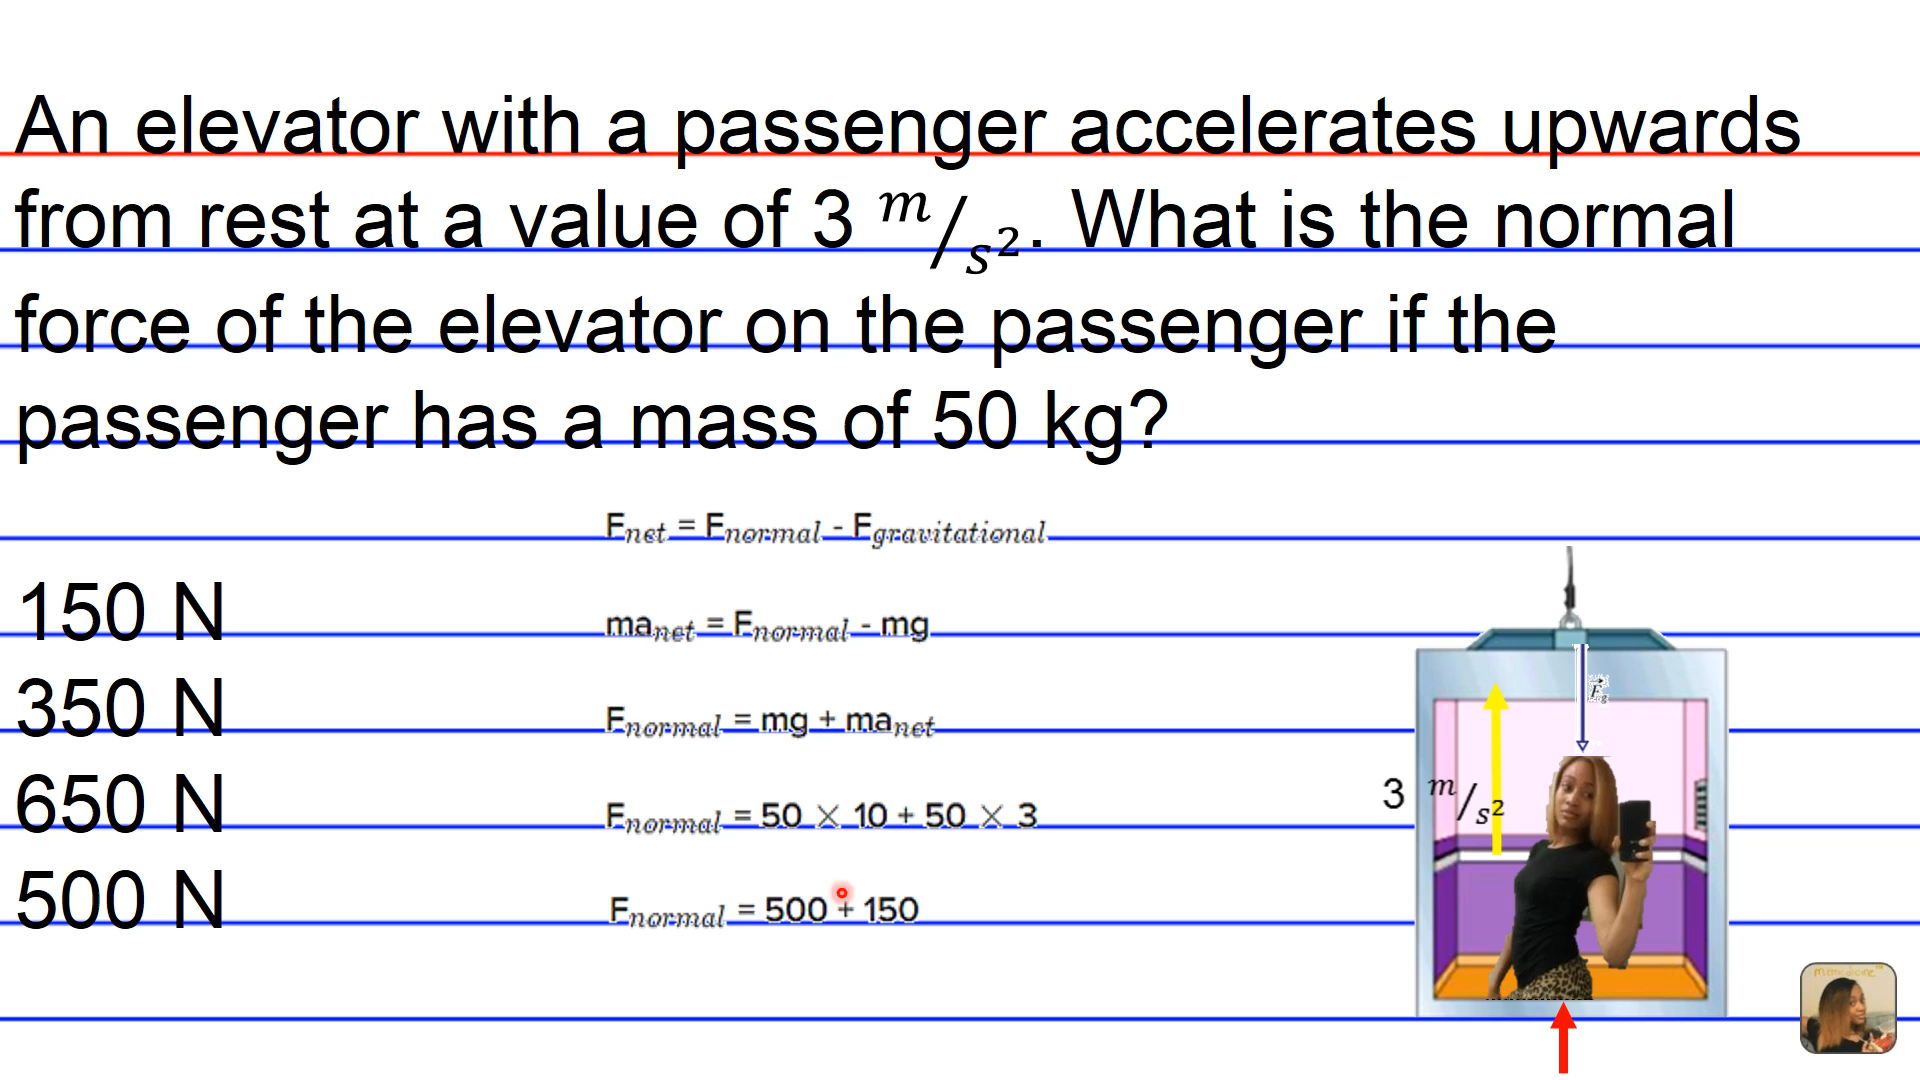 An elevator with a passenger accelerates upwards
from rest at a value of 3 m/s². What is the normal
force of the elevator on the passenger if the
passenger has a mass of 50 kg?
Fnet = Fnormal - Fgravitational
150 N
manet = Fnormal - mg
350 N
Fnormal = mg + manet
650 N
Fnormal = 50 × 10 + 50 × 3
500 N
Fnormal = 500 + 150
F⃗g
3 m/s²